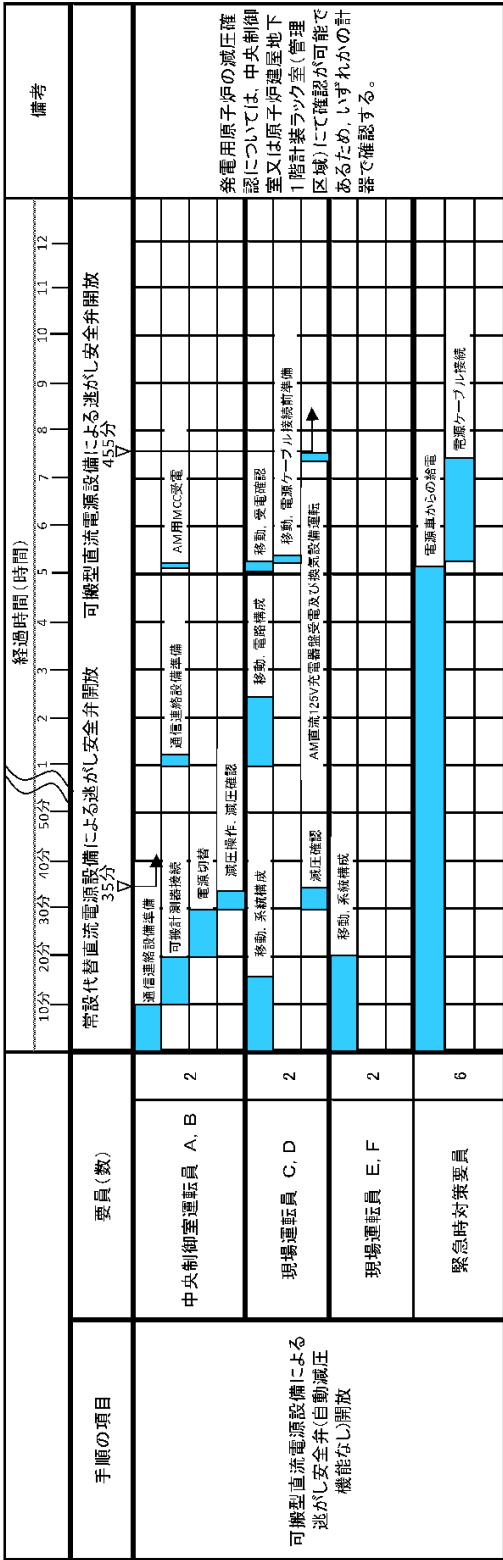 経過時間(時間)
備考
10分 20分 30分 40分 50分 1 2 3 4 5 6 7 8 9 10 11 12
手順の項目
要員(数)
常設代替直流電源設備による逃がし安全弁開放
35分
可搬型直流電源設備による逃がし安全弁開放
455分
可搬型直流電源設備による
逃がし安全弁(自動減圧
機能なし)開放
中央制御室運転員 A, B
2
通信連絡設備準備
可搬計測器接続
電源切替
減圧操作, 減圧確認
通信連絡設備準備
AM用MCC受電
現場運転員 C, D
2
移動, 系統構成
減圧確認
移動, 電路構成
移動, 受電確認
移動, 電源ケーブル接続前準備
AM直流125V充電器盤受電及び換気設備運転
現場運転員 E, F
2
移動, 系統構成
緊急時対策要員
6
電源車からの給電
電源ケーブル接続
発電用原子炉の減圧確
認については, 中央制御
室又は原子炉建屋地下
1階計装ラック室(管理
区域)にて確認が可能で
あるため, いずれかの計
器で確認する。